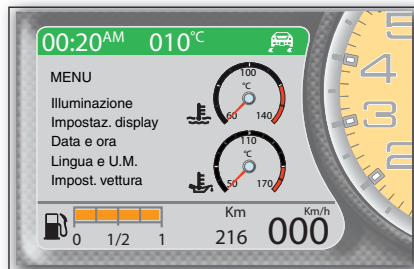 00:20AM 010°C
MENU
Illuminazione
Impostaz. display
Data e ora
Lingua e U.M.
Impost. vettura
100
°C
60 140
110
°C
50 170
0 1/2 1
Km
216
Km/h
000
5
4
3
2